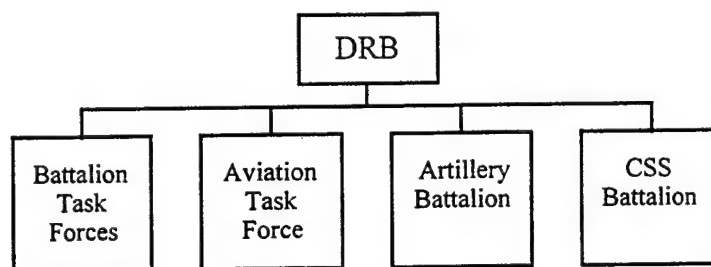 DRB
Battalion
Task
Forces
Aviation
Task
Force
Artillery
Battalion
CSS
Battalion